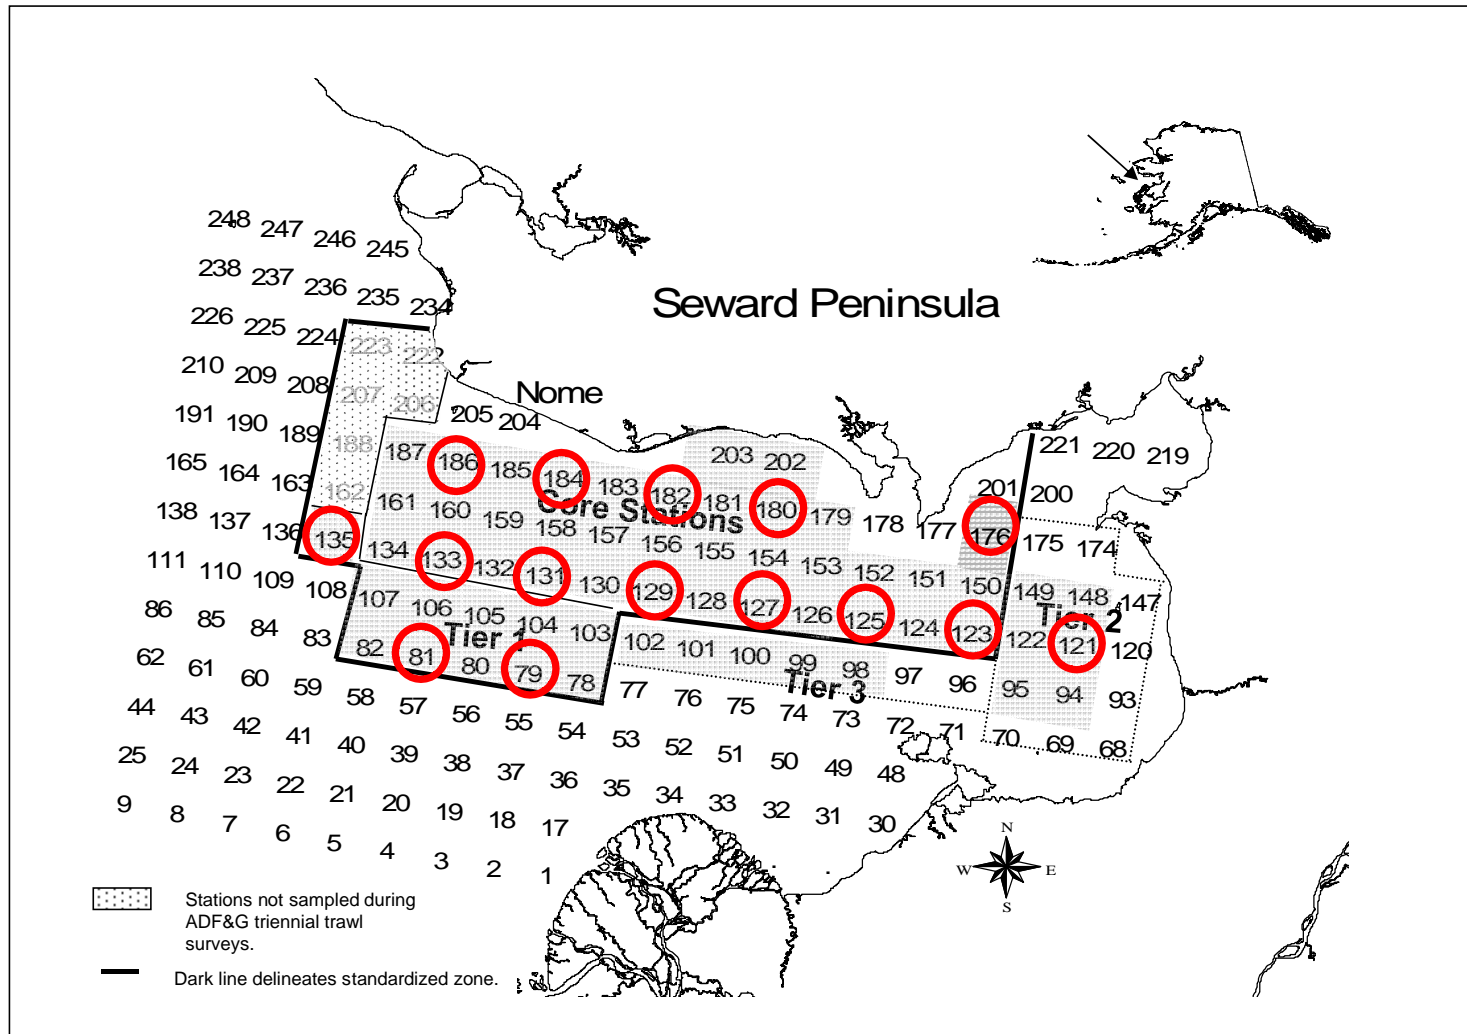 248 247 246 245
238 237 236 235 234
Seward Peninsula
226 225 224 223 222
210 209 208 207 206
Nome
191 190 189 188 205 204
165 164 163 162 187 186 185 184 183 182 181 180 179 178 177 176 175 174
203 202 201 200
221 220 219
Core Stations
138 137 136 135 134 133 132 131 130 129 128 127 126 125 124 123 122 121 120
161 160 159 158 157 156 155 154 153 152 151 150 149 148 147
Tier 2
111 110 109 108 107 106 105 104 103 102 101 100 99 98 97 96 95 94 93
Tier 1
Tier 3
86 85 84 83 82 81 80 79 78 77 76 75 74 73 72 71 70 69 68
62 61 60 59 58 57 56 55 54 53 52 51 50 49 48
44 43 42 41 40 39 38 37 36 35 34 33 32 31 30
25 24 23 22 21 20 19 18 17
9 8 7 6 5 4 3 2 1
N
W E
S
Stations not sampled during
ADF&G triennial trawl
surveys.
Dark line delineates standardized zone.